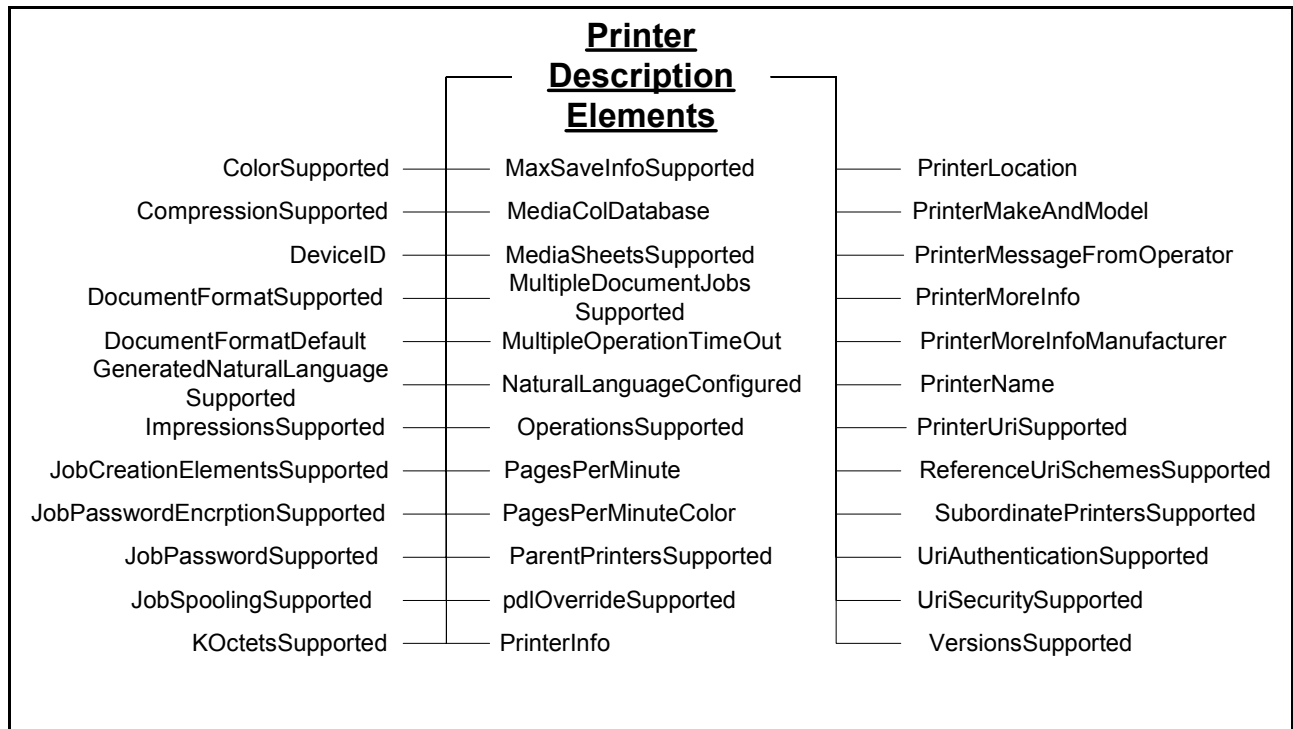 Printer
Description
Elements
ColorSupported
CompressionSupported
DeviceID
DocumentFormatSupported
DocumentFormatDefault
GeneratedNaturalLanguage
Supported
ImpressionsSupported
JobCreationElementsSupported
JobPasswordEncrptionSupported
JobPasswordSupported
JobSpoolingSupported
KOctetsSupported
MaxSaveInfoSupported
MediaColDatabase
MediaSheetsSupported
MultipleDocumentJobs
Supported
MultipleOperationTimeOut
NaturalLanguageConfigured
OperationsSupported
PagesPerMinute
PagesPerMinuteColor
ParentPrintersSupported
pdlOverrideSupported
PrinterInfo
PrinterLocation
PrinterMakeAndModel
PrinterMessageFromOperator
PrinterMoreInfo
PrinterMoreInfoManufacturer
PrinterName
PrinterUriSupported
ReferenceUriSchemesSupported
SubordinatePrintersSupported
UriAuthenticationSupported
UriSecuritySupported
VersionsSupported